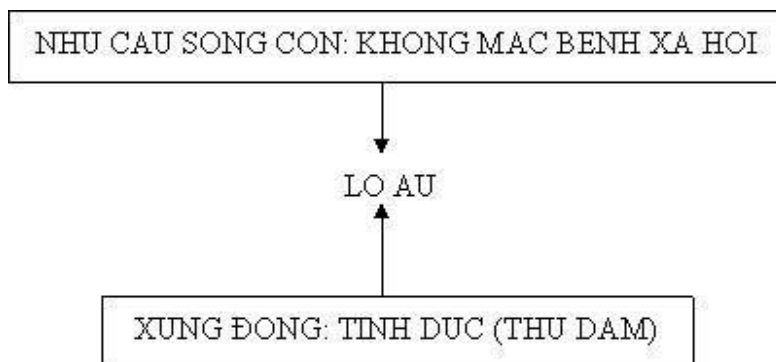 NHU CAU SONG CON: KHONG MAC BENH XA HOI
LO AU
XUNG ĐONG: TINH DUC (THU DAM)